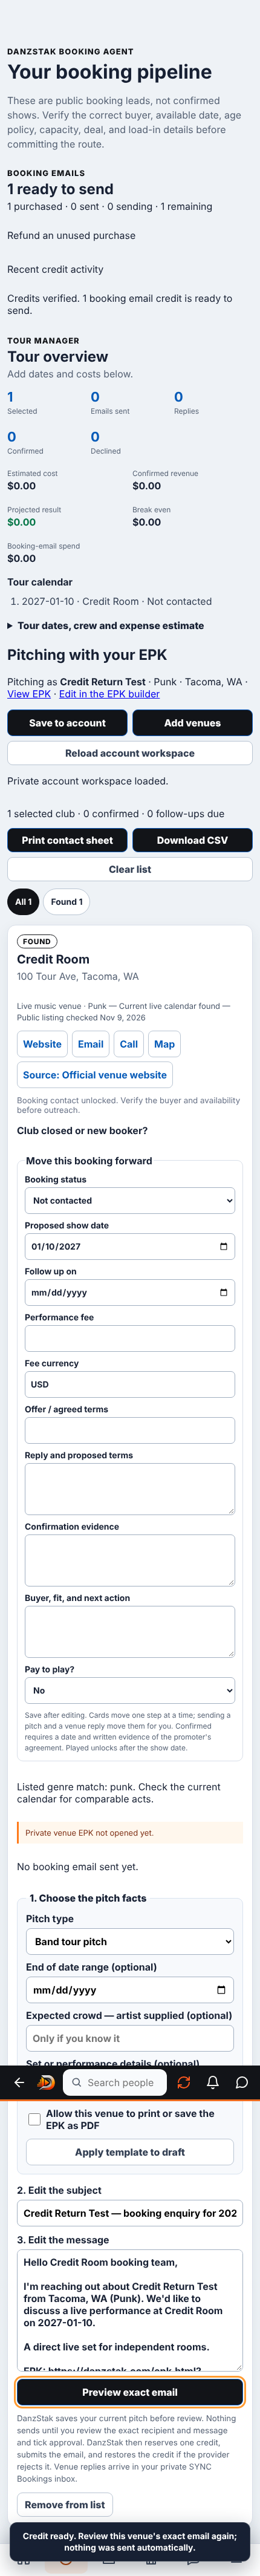 DANZSTAK BOOKING AGENT
Your booking pipeline
These are public booking leads, not confirmed
shows. Verify the correct buyer, available date, age
policy, capacity, deal, and load-in details before
committing the route.
BOOKING EMAILS
1 ready to send
1 purchased · 0 sent · 0 sending · 1 remaining
Refund an unused purchase
Recent credit activity
Credits verified. 1 booking email credit is ready to
send.
TOUR MANAGER
Tour overview
Add dates and costs below.
1 0 0
Selected Emails sent Replies
0 0
Confirmed Declined
Estimated cost Confirmed revenue
$0.00 $0.00
Projected result Break even
$0.00 $0.00
Booking-email spend
$0.00
Tour calendar
1. 2027-01-10 · Credit Room · Not contacted
Tour dates, crew and expense estimate
Pitching with your EPK
Pitching as Credit Return Test · Punk · Tacoma, WA ·
View EPK · Edit in the EPK builder
Save to account Add venues
Reload account workspace
Private account workspace loaded.
1 selected club · 0 confirmed · 0 follow-ups due
Print contact sheet Download CSV
Clear list
All 1 Found 1
FOUND
Credit Room
100 Tour Ave, Tacoma, WA
Live music venue · Punk — Current live calendar found —
Public listing checked Nov 9, 2026
Website Email Call Map
Source: Official venue website
Booking contact unlocked. Verify the buyer and availability
before outreach.
Club closed or new booker?
Move this booking forward
Booking status
Not contacted
Proposed show date
01/10/2027
Follow up on
mm/dd/yyyy
Performance fee
Fee currency
USD
Offer / agreed terms
Reply and proposed terms
Confirmation evidence
Buyer, fit, and next action
Pay to play?
No
Save after editing. Cards move one step at a time; sending a
pitch and a venue reply move them for you. Confirmed
requires a date and written evidence of the promoter's
agreement. Played unlocks after the show date.
Listed genre match: punk. Check the current
calendar for comparable acts.
Private venue EPK not opened yet.
No booking email sent yet.
1. Choose the pitch facts
Pitch type
Band tour pitch
End of date range (optional)
mm/dd/yyyy
Expected crowd — artist supplied (optional)
Only if you know it
Set or performance details (optional)
Search people
Allow this venue to print or save the
EPK as PDF
Apply template to draft
2. Edit the subject
Credit Return Test — booking enquiry for 202
3. Edit the message
Hello Credit Room booking team,
I'm reaching out about Credit Return Test
from Tacoma, WA (Punk). We'd like to
discuss a live performance at Credit Room
on 2027-01-10.
A direct live set for independent rooms.
EPK: https://danzstak.com/epk.html?
Preview exact email
DanzStak saves your current pitch before review. Nothing
sends until you review the exact recipient and message
and tick approval. DanzStak then reserves one credit,
submits the email, and restores the credit if the provider
rejects it. Venue replies arrive in your private SYNC
Bookings inbox.
Remove from list
Credit ready. Review this venue's exact email again;
nothing was sent automatically.